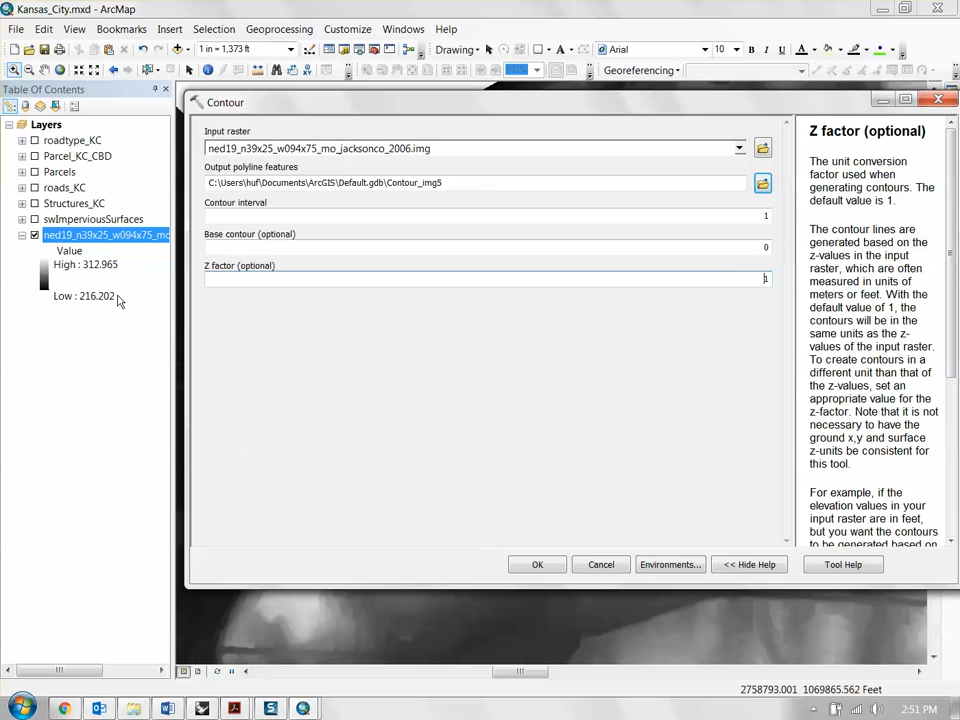 Kansas_City.mxd - ArcMap
File Edit View Bookmarks Insert Selection Geoprocessing Customize Windows Help
1 in = 1,373 ft Drawing Arial 10 B I U A
Georeferencing
Table Of Contents
Layers
roadtype_KC
Parcel_KC_CBD
Parcels
roads_KC
Structures_KC
swImperviousSurfaces
ned19_n39x25_w094x75_mo
Value
High : 312.965
Low : 216.202
Contour
Input raster
ned19_n39x25_w094x75_mo_jacksonco_2006.img
Output polyline features
C:\Users\huf\Documents\ArcGIS\Default.gdb\Contour_img5
Contour interval
1
Base contour (optional)
0
Z factor (optional)
1
OK Cancel Environments... << Hide Help Tool Help
Z factor (optional)
The unit conversion
factor used when
generating contours. The
default value is 1.
The contour lines are
generated based on the
z-values in the input
raster, which are often
measured in units of
meters or feet. With the
default value of 1, the
contours will be in the
same units as the z-
values of the input raster.
To create contours in a
different unit than that of
the z-values, set an
appropriate value for the
z-factor. Note that it is not
necessary to have the
ground x,y and surface
z-units be consistent for
this tool.
For example, if the
elevation values in your
input raster are in feet,
but you want the contours
to be generated based on
2758793.001 1069865.562 Feet
2:51 PM